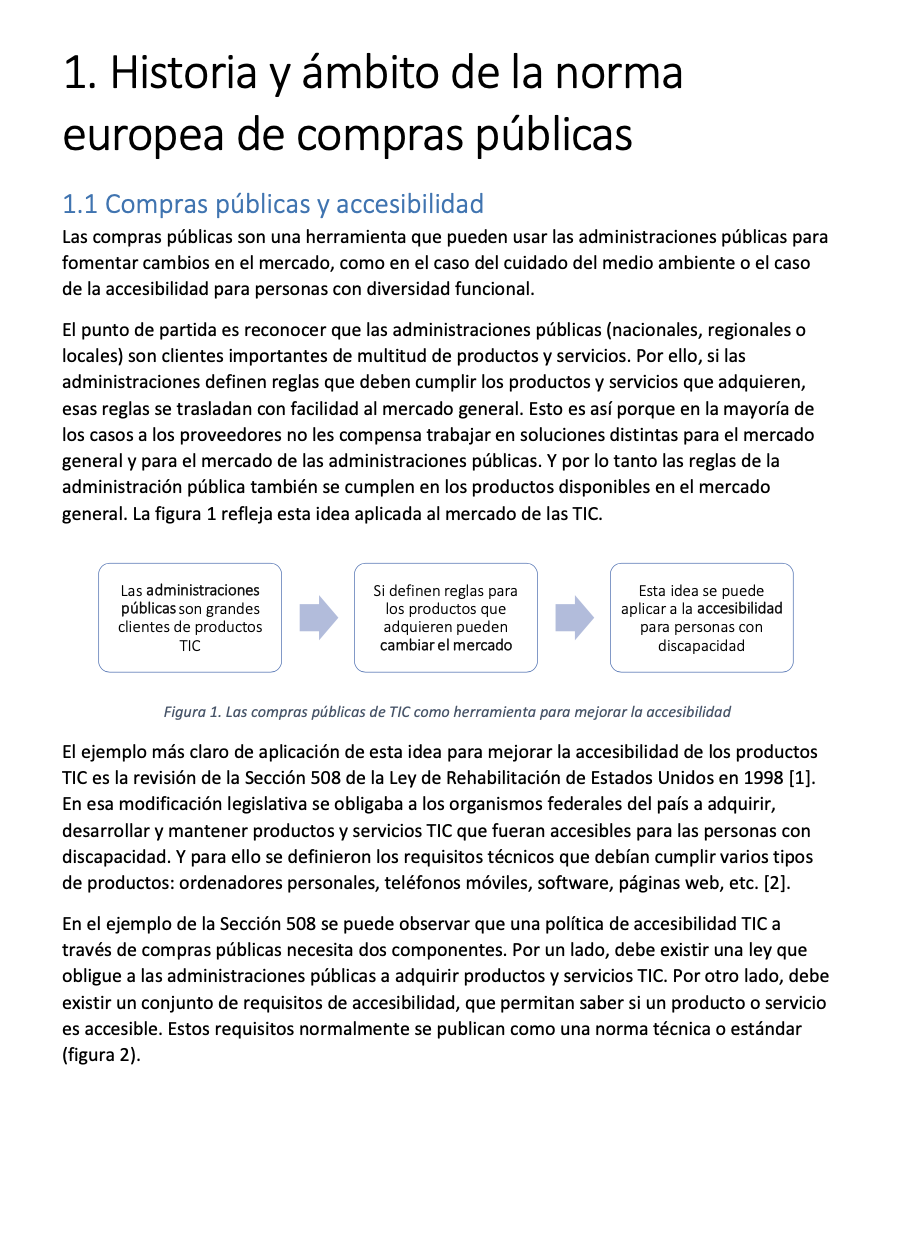 1. Historia y ámbito de la norma
europea de compras públicas
1.1 Compras públicas y accesibilidad
Las compras públicas son una herramienta que pueden usar las administraciones públicas para
fomentar cambios en el mercado, como en el caso del cuidado del medio ambiente o el caso
de la accesibilidad para personas con diversidad funcional.
El punto de partida es reconocer que las administraciones públicas (nacionales, regionales o
locales) son clientes importantes de multitud de productos y servicios. Por ello, si las
administraciones definen reglas que deben cumplir los productos y servicios que adquieren,
esas reglas se trasladan con facilidad al mercado general. Esto es así porque en la mayoría de
los casos a los proveedores no les compensa trabajar en soluciones distintas para el mercado
general y para el mercado de las administraciones públicas. Y por lo tanto las reglas de la
administración pública también se cumplen en los productos disponibles en el mercado
general. La figura 1 refleja esta idea aplicada al mercado de las TIC.
Las administraciones
públicas son grandes
clientes de productos
TIC
Si definen reglas para
los productos que
adquieren pueden
cambiar el mercado
Esta idea se puede
aplicar a la accesibilidad
para personas con
discapacidad
Figura 1. Las compras públicas de TIC como herramienta para mejorar la accesibilidad
El ejemplo más claro de aplicación de esta idea para mejorar la accesibilidad de los productos
TIC es la revisión de la Sección 508 de la Ley de Rehabilitación de Estados Unidos en 1998 [1].
En esa modificación legislativa se obligaba a los organismos federales del país a adquirir,
desarrollar y mantener productos y servicios TIC que fueran accesibles para las personas con
discapacidad. Y para ello se definieron los requisitos técnicos que debían cumplir varios tipos
de productos: ordenadores personales, teléfonos móviles, software, páginas web, etc. [2].
En el ejemplo de la Sección 508 se puede observar que una política de accesibilidad TIC a
través de compras públicas necesita dos componentes. Por un lado, debe existir una ley que
obligue a las administraciones públicas a adquirir productos y servicios TIC. Por otro lado, debe
existir un conjunto de requisitos de accesibilidad, que permitan saber si un producto o servicio
es accesible. Estos requisitos normalmente se publican como una norma técnica o estándar
(figura 2).